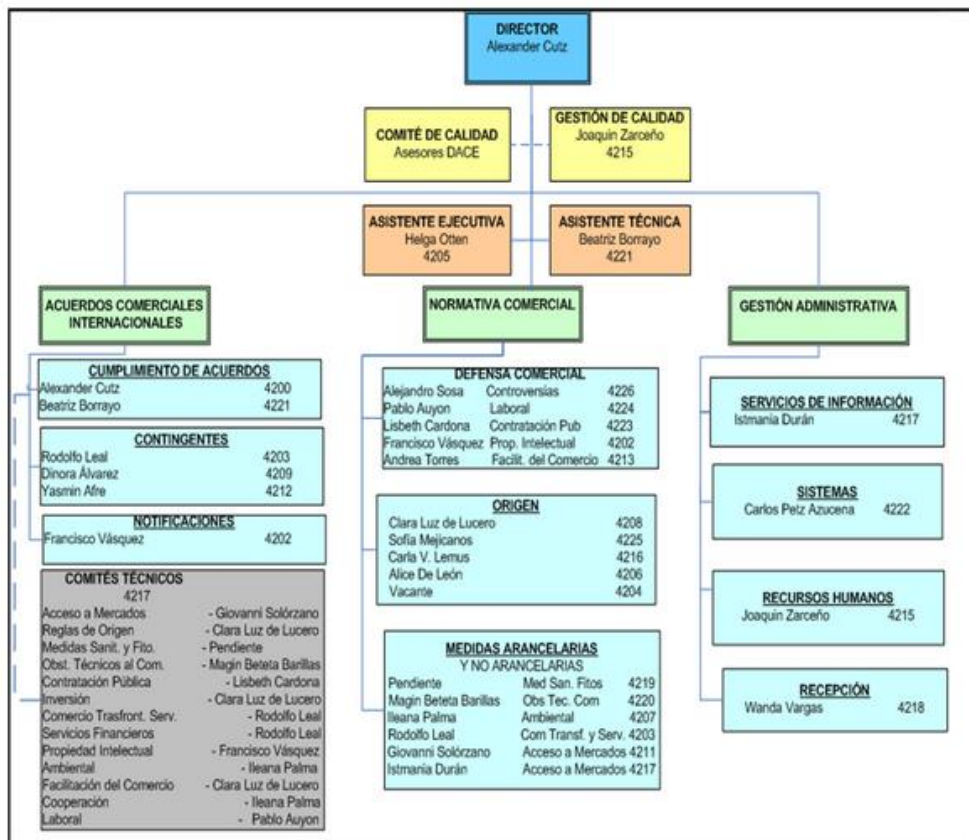 DIRECTOR
Alexander Cutz
COMITÉ DE CALIDAD
Asesores DACE
GESTIÓN DE CALIDAD
Joaquin Zarceño
4215
ASISTENTE EJECUTIVA
Helga Otten
4205
ASISTENTE TÉCNICA
Beatriz Borrayo
4221
ACUERDOS COMERCIALES
INTERNACIONALES
CUMPLIMIENTO DE ACUERDOS
Alexander Cutz 4200
Beatriz Borrayo 4221
CONTINGENTES
Rodolfo Leal 4203
Dinora Álvarez 4209
Yasmin Afre 4212
NOTIFICACIONES
Francisco Vásquez 4202
COMITÉS TÉCNICOS
4217
Acceso a Mercados - Giovanni Solórzano
Reglas de Origen - Clara Luz de Lucero
Medidas Sanit. y Fito. - Pendiente
Obst. Técnicos al Com. - Magin Beteta Barillas
Contratación Pública - Lisbeth Cardona
Inversión - Clara Luz de Lucero
Comercio Trasfront. Serv. - Rodolfo Leal
Servicios Financieros - Rodolfo Leal
Propiedad Intelectual - Francisco Vásquez
Ambiental - Ileana Palma
Facilitación del Comercio - Clara Luz de Lucero
Cooperación - Ileana Palma
Laboral - Pablo Auyon
NORMATIVA COMERCIAL
DEFENSA COMERCIAL
Alejandro Sosa Controversias 4226
Pablo Auyon Laboral 4224
Lisbeth Cardona Contratación Pub 4223
Francisco Vásquez Prop. Intelectual 4202
Andrea Torres Facilit. del Comercio 4213
ORIGEN
Clara Luz de Lucero 4208
Sofía Mejicanos 4225
Carla V. Lemus 4216
Alice De León 4206
Vacante 4204
MEDIDAS ARANCELARIAS
Y NO ARANCELARIAS
Pendiente Med San. Fitos 4219
Magin Beteta Barillas Obs Tec. Com 4220
Ileana Palma Ambiental 4207
Rodolfo Leal Com Transf. y Serv. 4203
Giovanni Solórzano Acceso a Mercados 4211
Istmania Durán Acceso a Mercados 4217
GESTIÓN ADMINISTRATIVA
SERVICIOS DE INFORMACIÓN
Istmania Durán 4217
SISTEMAS
Carlos Pelz Azucena 4222
RECURSOS HUMANOS
Joaquin Zarceño 4215
RECEPCIÓN
Wanda Vargas 4218